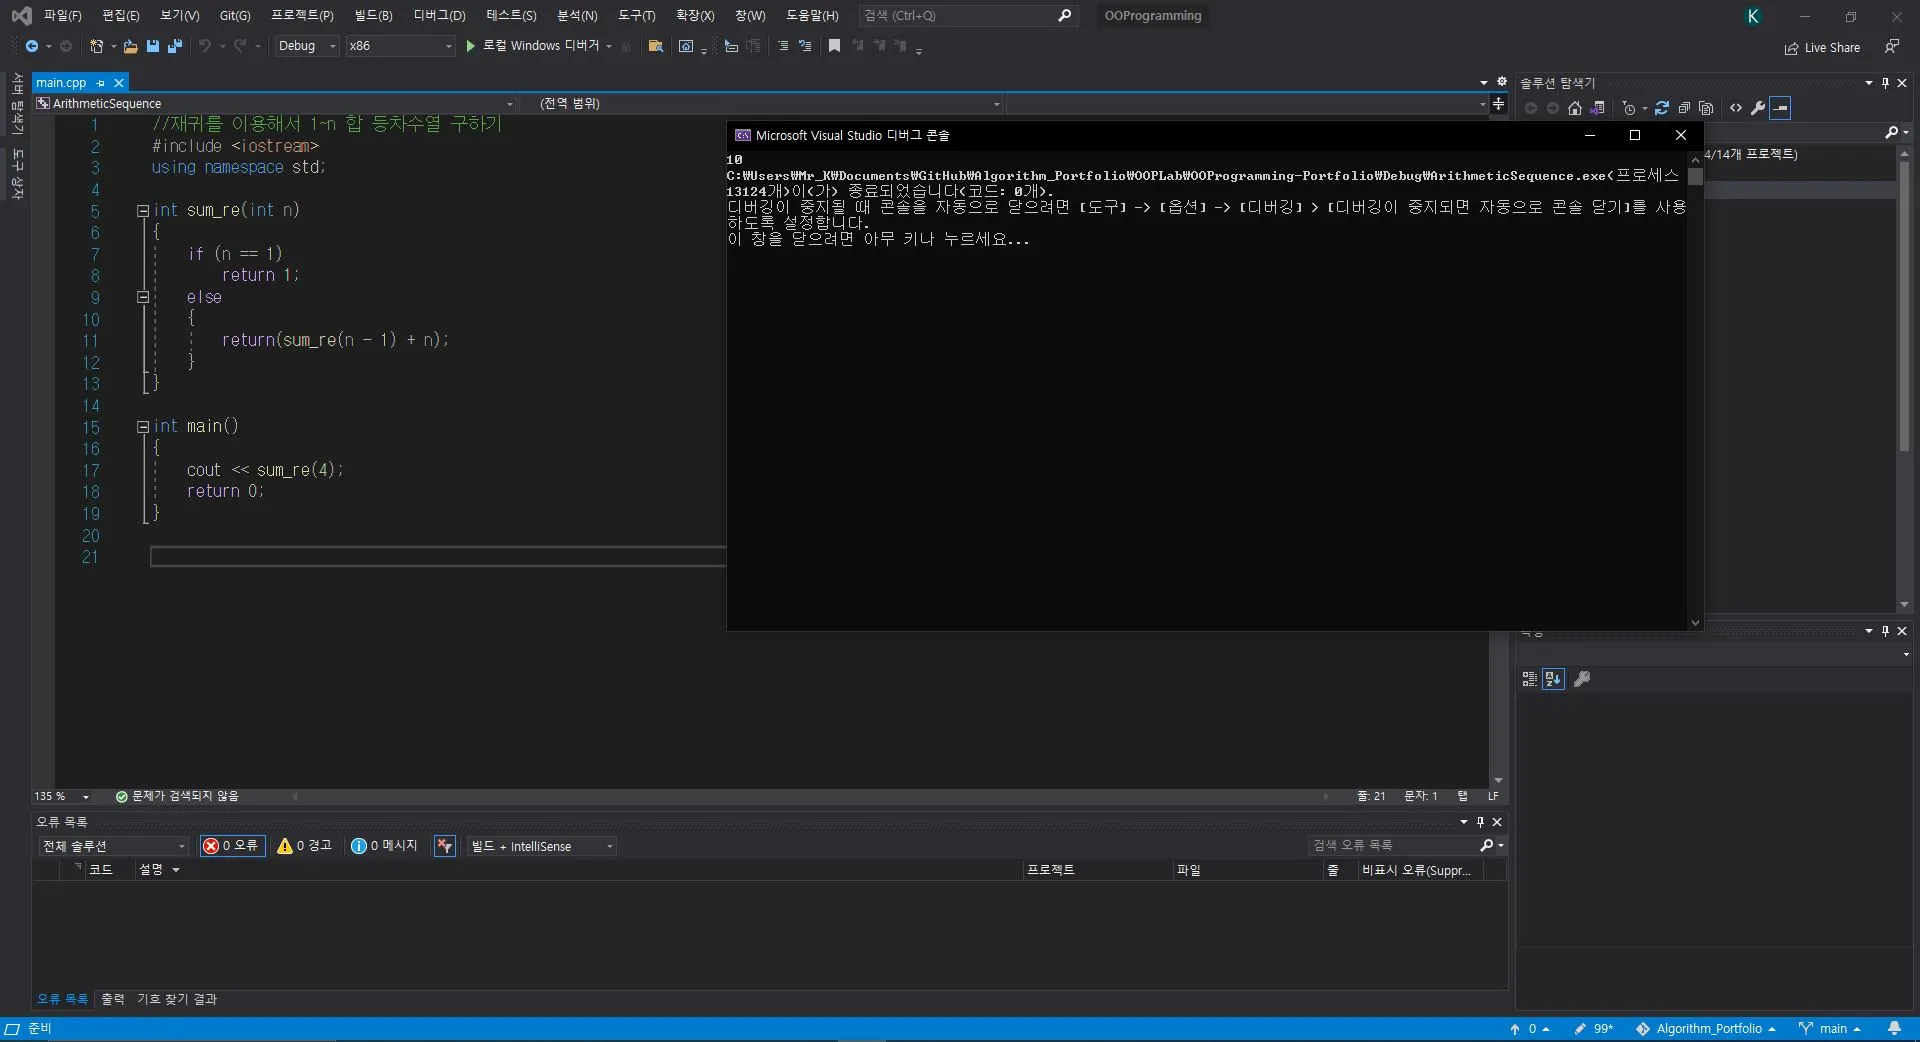 파일(F) 편집(E) 보기(V) Git(G) 프로젝트(P) 빌드(B) 디버그(D) 테스트(S) 분석(N) 도구(T) 확장(X) 창(W) 도움말(H) 검색 (Ctrl+Q) OOProgramming K
Debug x86 로컬 Windows 디버거 Live Share
서버 탐색기
도구 상자
main.cpp
ArithmeticSequence (전역 범위)
1 //재귀를 이용해서 1~n 합 등차수열 구하기
2 #include <iostream>
3 using namespace std;
4
5 int sum_re(int n)
6 {
7 if (n == 1)
8 return 1;
9 else
10 {
11 return(sum_re(n - 1) + n);
12 }
13 }
14
15 int main()
16 {
17 cout << sum_re(4);
18 return 0;
19 }
20
21
Microsoft Visual Studio 디버그 콘솔
10
C:₩Users₩Mr_K₩Documents₩GitHub₩Algorithm_Portfolio₩OOPLab₩OOProgramming-Portfolio₩Debug₩ArithmeticSequence.exe(프로세스
13124개)이(가) 종료되었습니다(코드: 0개).
디버깅이 중지될 때 콘솔을 자동으로 닫으려면 [도구] -> [옵션] -> [디버깅] > [디버깅이 중지되면 자동으로 콘솔 닫기]를 사용
하도록 설정합니다.
이 창을 닫으려면 아무 키나 누르세요...
솔루션 탐색기
4/14개 프로젝트)
135 % 문제가 검색되지 않음 줄: 21 문자: 1 탭 LF
오류 목록
전체 솔루션 0 오류 0 경고 0 메시지 빌드 + IntelliSense 검색 오류 목록
코드 설명 프로젝트 파일 줄 비표시 오류(Suppr...
오류 목록 출력 기호 찾기 결과
준비 0 99* Algorithm_Portfolio main